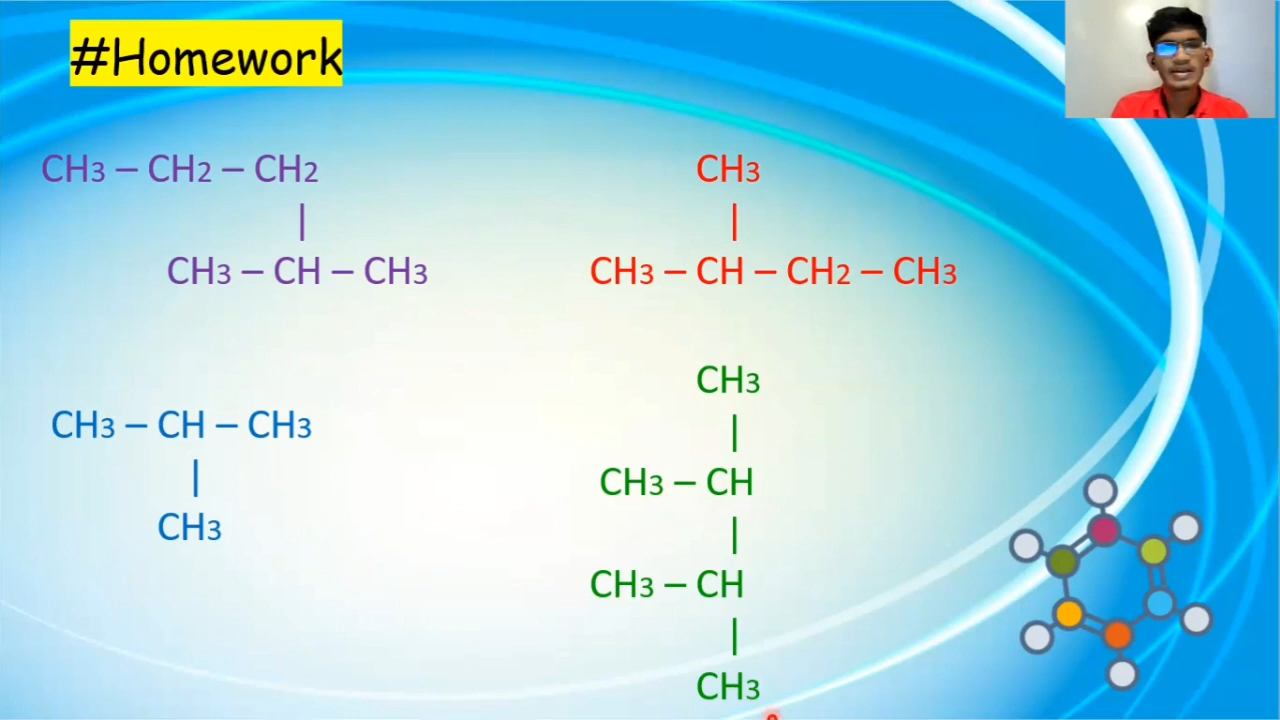 #Homework
CH3 – CH2 – CH2
|
CH3 – CH – CH3
CH3
|
CH3 – CH – CH2 – CH3
CH3 – CH – CH3
|
CH3
CH3
|
CH3 – CH
|
CH3 – CH
|
CH3